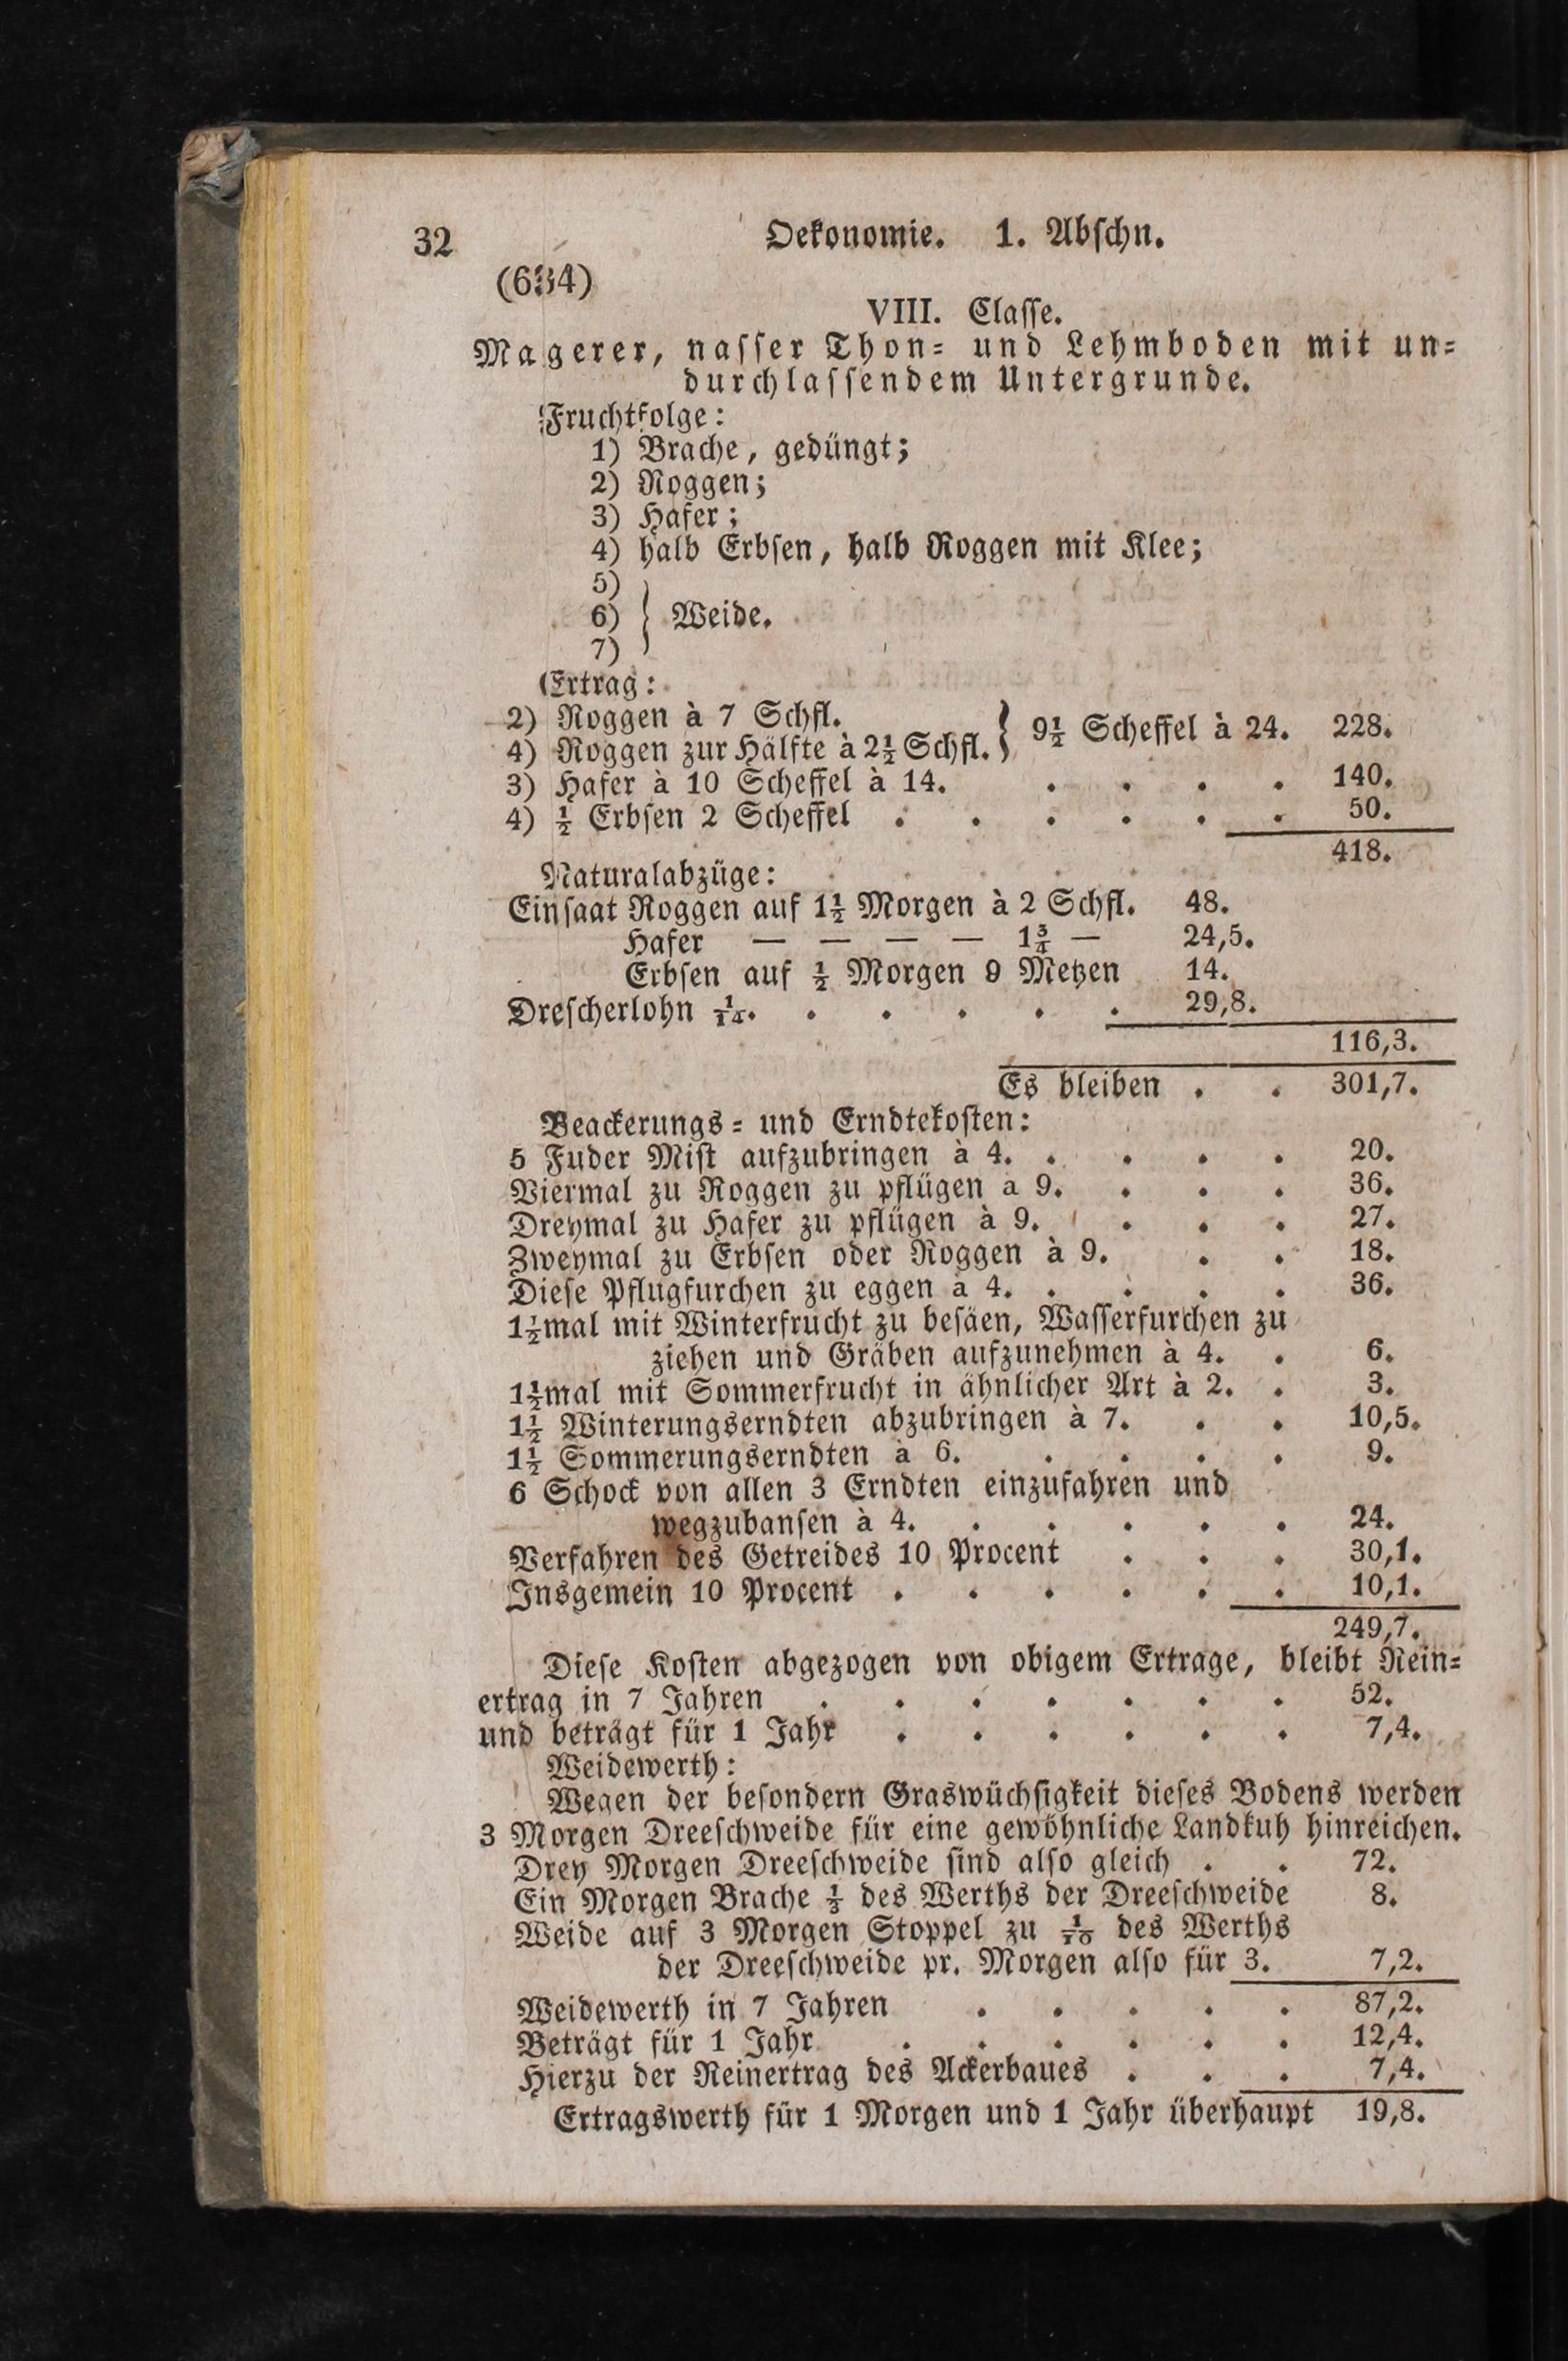 32 Oekonomie. 1. Abschn.
(634)
VIII. Classe.
Magerer, nasser Thon- und Lehmboden mit un-
durchlassendem Untergrunde.
Fruchtfolge:
1) Brache, gedüngt;
2) Roggen;
3) Hafer;
4) halb Erbsen, halb Roggen mit Klee;
5)
6) } Weide.
7)
Ertrag:
2) Roggen à 7 Schfl.
4) Roggen zur Hälfte à 2½ Schfl. } 9½ Scheffel à 24. 228.
3) Hafer à 10 Scheffel à 14. . . . . 140.
4) ½ Erbsen 2 Scheffel . . . . . . 50.
418.
Naturalabzüge:
Einsaat Roggen auf 1½ Morgen à 2 Schfl. 48.
Hafer — — — — 1¾ — 24,5.
Erbsen auf ½ Morgen 9 Metzen 14.
Drescherlohn 1/14. . . . . . 29,8.
116,3.
Es bleiben . . 301,7.
Beackerungs- und Erndtekosten:
5 Fuder Mist aufzubringen à 4. . . . . 20.
Viermal zu Roggen zu pflügen à 9. . . . 36.
Dreymal zu Hafer zu pflügen à 9. . . . 27.
Zweymal zu Erbsen oder Roggen à 9. . . 18.
Diese Pflugfurchen zu eggen à 4. . . . . 36.
1½mal mit Winterfrucht zu besäen, Wasserfurchen zu
ziehen und Gräben aufzunehmen à 4. . 6.
1½mal mit Sommerfrucht in ähnlicher Art à 2. . 3.
1½ Winterungserndten abzubringen à 7. . . 10,5.
1½ Sommerungserndten à 6. . . . . 9.
6 Schock von allen 3 Erndten einzufahren und
wegzubansen à 4. . . . . . 24.
Verfahren des Getreides 10 Procent . . . 30,1.
Insgemein 10 Procent . . . . . . 10,1.
249,7.
Diese Kosten abgezogen von obigem Ertrage, bleibt Rein-
ertrag in 7 Jahren . . . . . . . 52.
und beträgt für 1 Jahr . . . . . . 7,4.
Weidewerth:
Wegen der besondern Graswüchsigkeit dieses Bodens werden
3 Morgen Dreeschweide für eine gewöhnliche Landkuh hinreichen.
Drey Morgen Dreeschweide sind also gleich . . 72.
Ein Morgen Brache ⅓ des Werths der Dreeschweide 8.
Weide auf 3 Morgen Stoppel zu 1/10 des Werths
der Dreeschweide pr. Morgen also für 3. 7,2.
Weidewerth in 7 Jahren . . . . . 87,2.
Beträgt für 1 Jahr . . . . . . 12,4.
Hierzu der Reinertrag des Ackerbaues . . . 7,4.
Ertragswerth für 1 Morgen und 1 Jahr überhaupt 19,8.